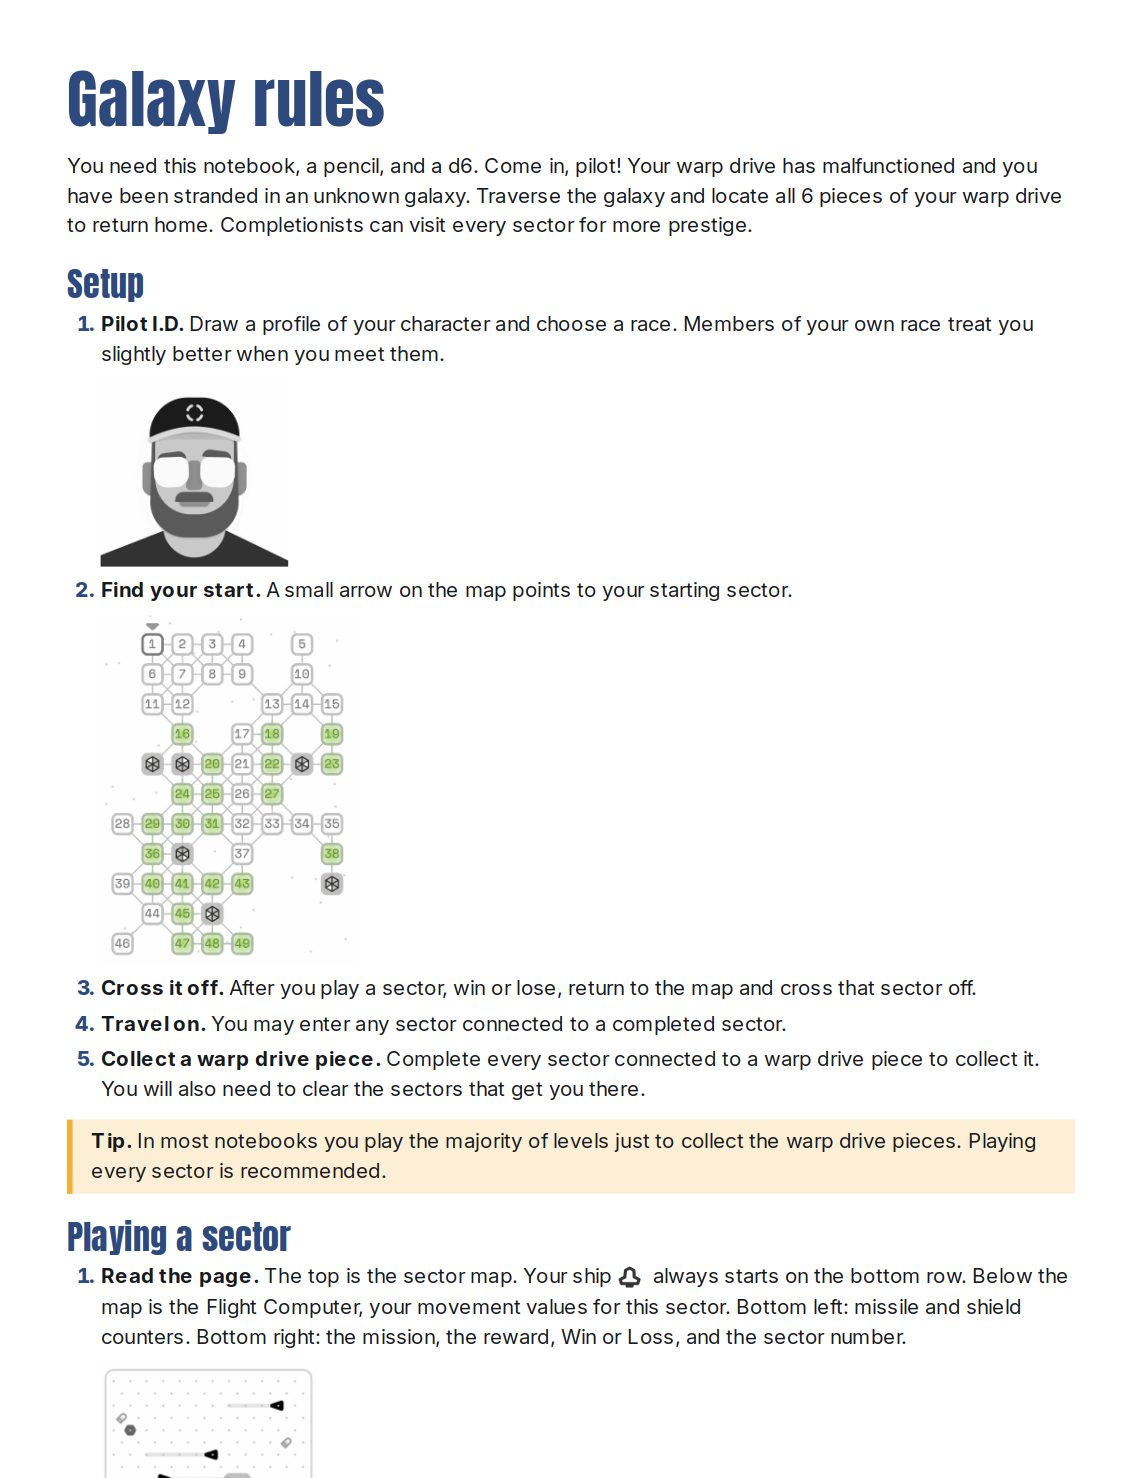 Galaxy rules
You need this notebook, a pencil, and a d6. Come in, pilot! Your warp drive has malfunctioned and you
have been stranded in an unknown galaxy. Traverse the galaxy and locate all 6 pieces of your warp drive
to return home. Completionists can visit every sector for more prestige.
Setup
1. Pilot I.D. Draw a profile of your character and choose a race. Members of your own race treat you
slightly better when you meet them.
2. Find your start. A small arrow on the map points to your starting sector.
1 2 3 4 5
6 7 8 9 10
11 12 13 14 15
16 17 18 19
20 21 22 23
24 25 26 27
28 29 30 31 32 33 34 35
36 37 38
39 40 41 42 43
44 45
46 47 48 49
3. Cross it off. After you play a sector, win or lose, return to the map and cross that sector off.
4. Travel on. You may enter any sector connected to a completed sector.
5. Collect a warp drive piece. Complete every sector connected to a warp drive piece to collect it.
You will also need to clear the sectors that get you there.
Tip. In most notebooks you play the majority of levels just to collect the warp drive pieces. Playing
every sector is recommended.
Playing a sector
1. Read the page. The top is the sector map. Your ship always starts on the bottom row. Below the
map is the Flight Computer, your movement values for this sector. Bottom left: missile and shield
counters. Bottom right: the mission, the reward, Win or Loss, and the sector number.